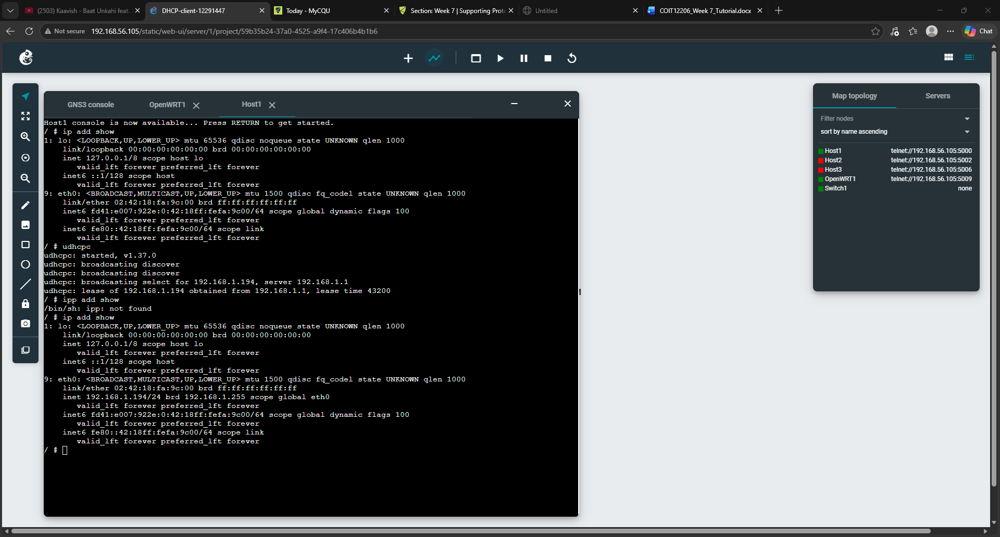 (2503) Kaavish - Baat Unkahi feat.
DHCP-client-12291447
Today - MyCQU
Section: Week 7 | Supporting Proto
Untitled
COIT12206_Week 7_Tutorial.docx
Not secure
192.168.56.105/static/web-ui/server/1/project/59b35b24-37a0-4525-a9f4-17c406b4b1b6
Chat
GNS3 console
OpenWRT1
Host1
Host1 console is now available... Press RETURN to get started.
/ # ip add show
1: lo: <LOOPBACK,UP,LOWER_UP> mtu 65536 qdisc noqueue state UNKNOWN qlen 1000
link/loopback 00:00:00:00:00:00 brd 00:00:00:00:00:00
inet 127.0.0.1/8 scope host lo
valid_lft forever preferred_lft forever
inet6 ::1/128 scope host
valid_lft forever preferred_lft forever
9: eth0: <BROADCAST,MULTICAST,UP,LOWER_UP> mtu 1500 qdisc fq_codel state UNKNOWN qlen 1000
link/ether 02:42:18:fa:9c:00 brd ff:ff:ff:ff:ff:ff
inet6 fd41:e007:922e:0:42:18ff:fefa:9c00/64 scope global dynamic flags 100
valid_lft forever preferred_lft forever
inet6 fe80::42:18ff:fefa:9c00/64 scope link
valid_lft forever preferred_lft forever
/ # udhcpc
udhcpc: started, v1.37.0
udhcpc: broadcasting discover
udhcpc: broadcasting discover
udhcpc: broadcasting select for 192.168.1.194, server 192.168.1.1
udhcpc: lease of 192.168.1.194 obtained from 192.168.1.1, lease time 43200
/ # ipp add show
/bin/sh: ipp: not found
/ # ip add show
1: lo: <LOOPBACK,UP,LOWER_UP> mtu 65536 qdisc noqueue state UNKNOWN qlen 1000
link/loopback 00:00:00:00:00:00 brd 00:00:00:00:00:00
inet 127.0.0.1/8 scope host lo
valid_lft forever preferred_lft forever
inet6 ::1/128 scope host
valid_lft forever preferred_lft forever
9: eth0: <BROADCAST,MULTICAST,UP,LOWER_UP> mtu 1500 qdisc fq_codel state UNKNOWN qlen 1000
link/ether 02:42:18:fa:9c:00 brd ff:ff:ff:ff:ff:ff
inet 192.168.1.194/24 brd 192.168.1.255 scope global eth0
valid_lft forever preferred_lft forever
inet6 fd41:e007:922e:0:42:18ff:fefa:9c00/64 scope global dynamic flags 100
valid_lft forever preferred_lft forever
inet6 fe80::42:18ff:fefa:9c00/64 scope link
valid_lft forever preferred_lft forever
/ #
Map topology
Servers
Filter nodes
sort by name ascending
Host1 telnet://192.168.56.105:5000
Host2 telnet://192.168.56.105:5002
Host3 telnet://192.168.56.105:5006
OpenWRT1 telnet://192.168.56.105:5009
Switch1 none